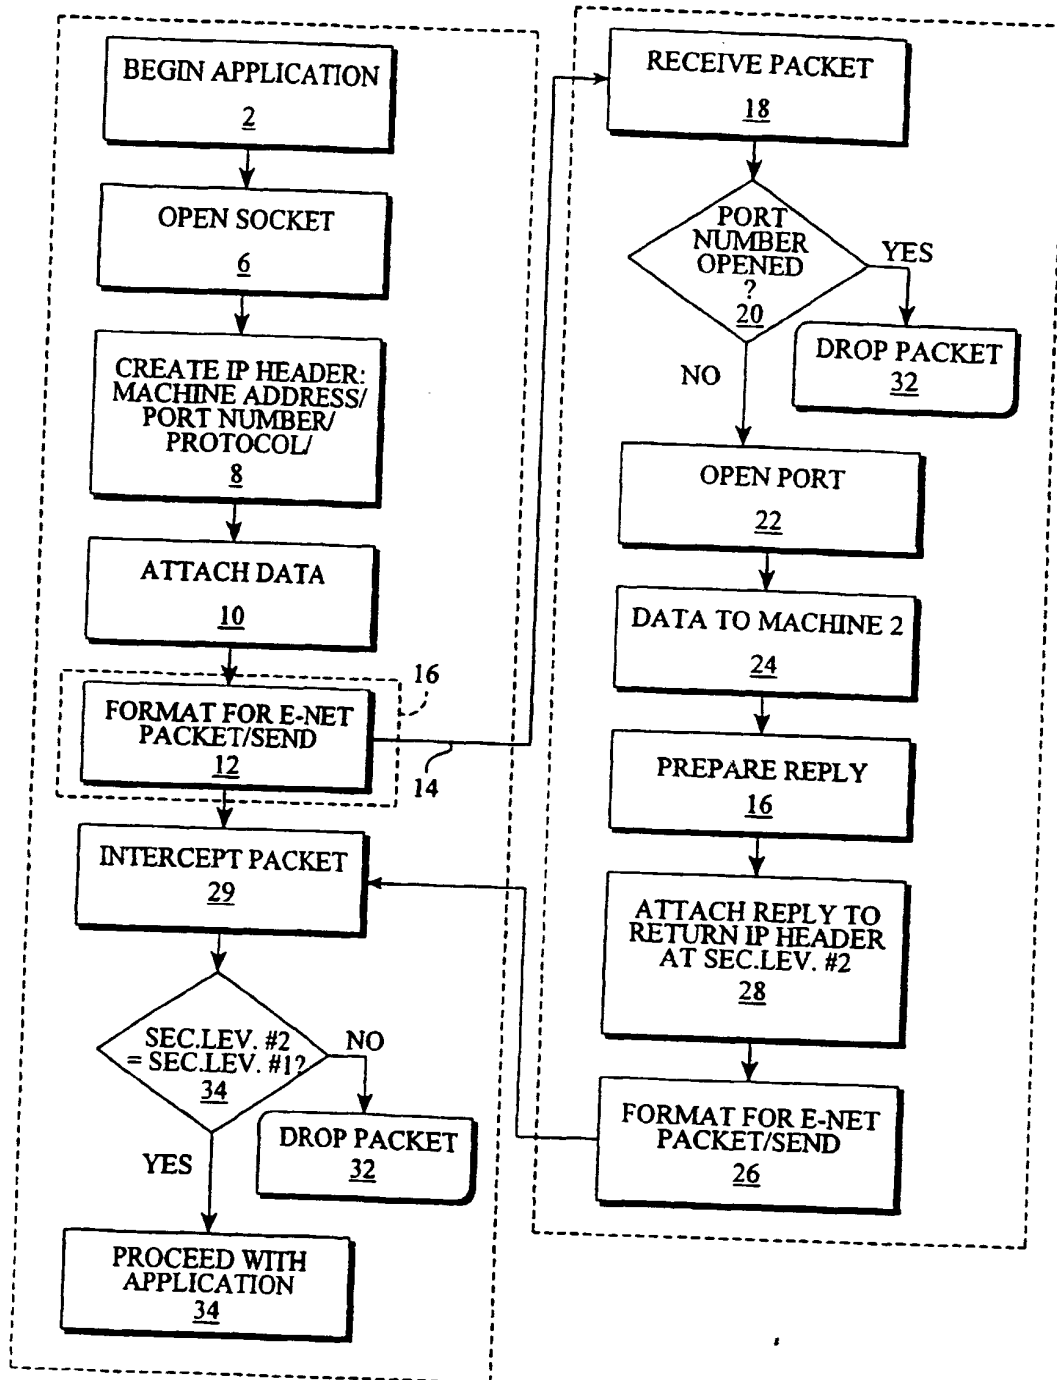 BEGIN APPLICATION
2
OPEN SOCKET
6
CREATE IP HEADER:
MACHINE ADDRESS/
PORT NUMBER/
PROTOCOL/
8
ATTACH DATA
10
FORMAT FOR E-NET
PACKET/SEND
12
16
14
INTERCEPT PACKET
29
SEC.LEV. #2
= SEC.LEV. #1?
34
NO
DROP PACKET
32
YES
PROCEED WITH
APPLICATION
34
RECEIVE PACKET
18
PORT
NUMBER
OPENED
?
20
YES
DROP PACKET
32
NO
OPEN PORT
22
DATA TO MACHINE 2
24
PREPARE REPLY
16
ATTACH REPLY TO
RETURN IP HEADER
AT SEC.LEV. #2
28
FORMAT FOR E-NET
PACKET/SEND
26